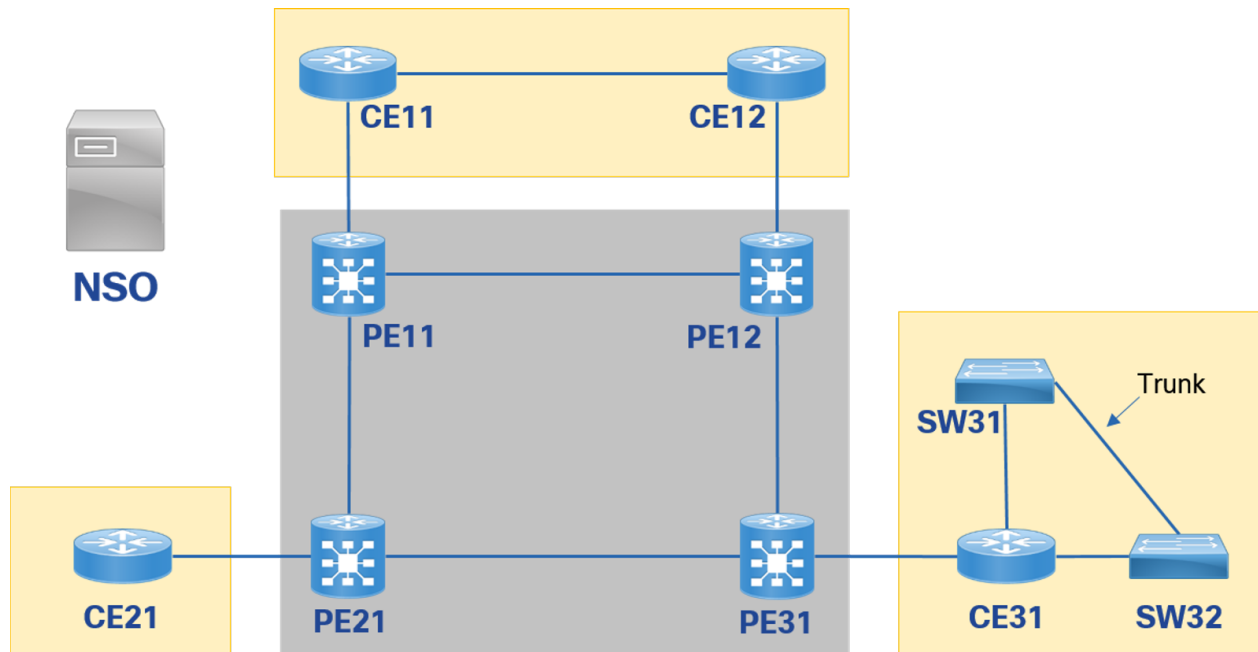 CE11
CE12
NSO
PE11
PE12
Trunk
SW31
CE21
PE21
PE31
CE31
SW32